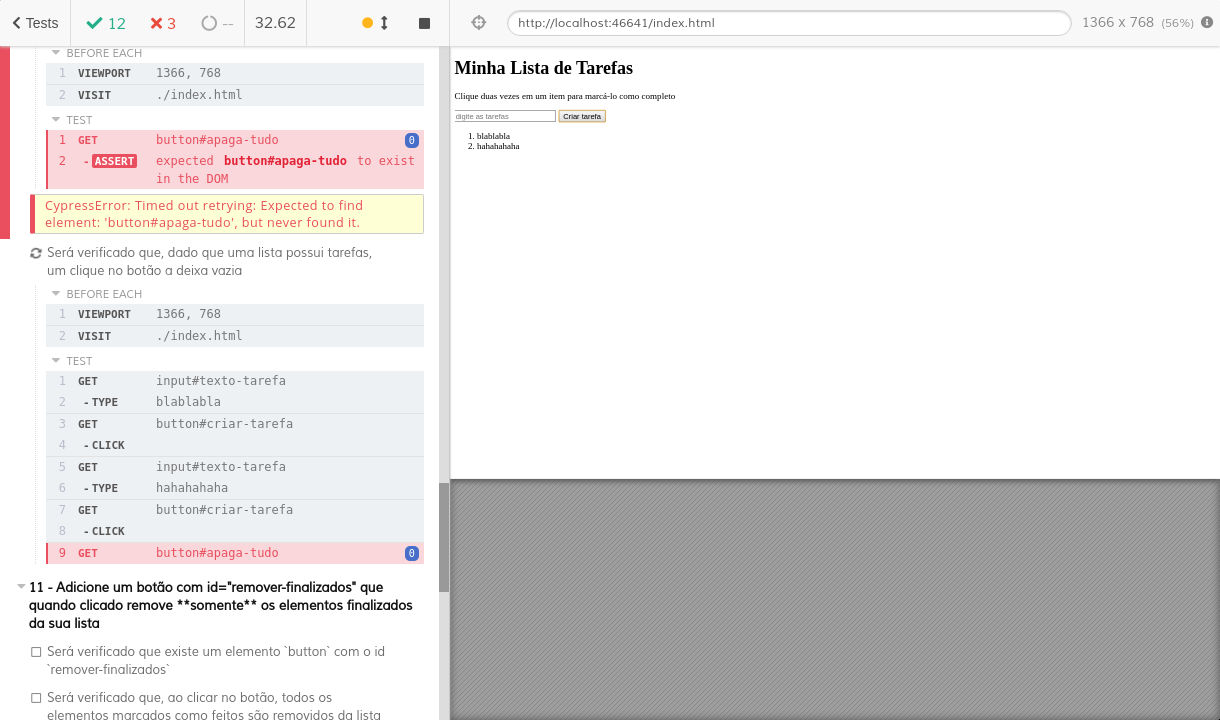 Tests 12 3 -- 32.62
http://localhost:46641/index.html 1366 x 768 (56%)
BEFORE EACH
1 VIEWPORT 1366, 768
2 VISIT ./index.html
TEST
1 GET button#apaga-tudo 0
2 -ASSERT expected button#apaga-tudo to exist
in the DOM
CypressError: Timed out retrying: Expected to find
element: 'button#apaga-tudo', but never found it.
Será verificado que, dado que uma lista possui tarefas,
um clique no botão a deixa vazia
BEFORE EACH
1 VIEWPORT 1366, 768
2 VISIT ./index.html
TEST
1 GET input#texto-tarefa
2 -TYPE blablabla
3 GET button#criar-tarefa
4 -CLICK
5 GET input#texto-tarefa
6 -TYPE hahahahaha
7 GET button#criar-tarefa
8 -CLICK
9 GET button#apaga-tudo 0
11 - Adicione um botão com id="remover-finalizados" que
quando clicado remove **somente** os elementos finalizados
da sua lista
Será verificado que existe um elemento `button` com o id
`remover-finalizados`
Será verificado que, ao clicar no botão, todos os
elementos marcados como feitos são removidos da lista
Minha Lista de Tarefas
Clique duas vezes em um item para marcá-lo como completo
digite as tarefas Criar tarefa
1. blablabla
2. hahahahaha